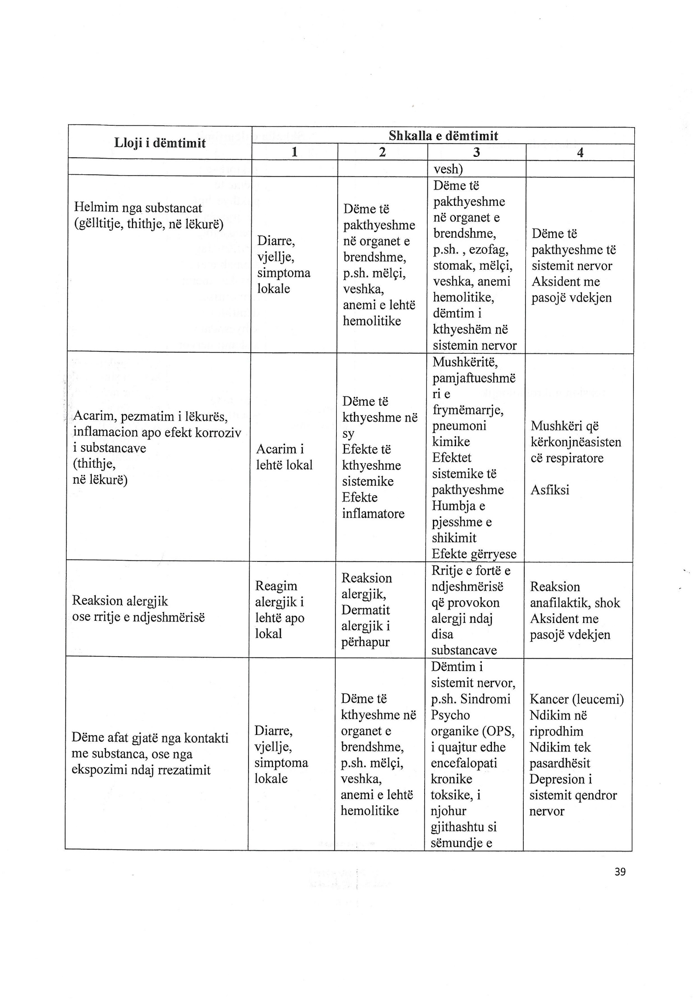 Lloji i dëmtimit
Shkalla e dëmtimit
1
2
3
4
vesh)
Helmim nga substancat
(gëlltitje, thithje, në lëkurë)
Diarre,
vjellje,
simptoma
lokale
Dëme të
pakthyeshme
në organet e
brendshme,
p.sh. mëlçi,
veshka,
anemi e lehtë
hemolitike
Dëme të
pakthyeshme
në organet e
brendshme,
p.sh. , ezofag,
stomak, mëlçi,
veshka, anemi
hemolitike,
dëmtim i
kthyeshëm në
sistemin nervor
Dëme të
pakthyeshme të
sistemit nervor
Aksident me
pasojë vdekjen
Acarim, pezmatim i lëkurës,
inflamacion apo efekt korroziv
i substancave
(thithje,
në lëkurë)
Acarim i
lehtë lokal
Dëme të
kthyeshme në
sy
Efekte të
kthyeshme
sistemike
Efekte
inflamatore
Mushkëritë,
pamjaftueshmë
ri e
frymëmarrje,
pneumoni
kimike
Efektet
sistemike të
pakthyeshme
Humbja e
pjesshme e
shikimit
Efekte gërryese
Mushkëri që
kërkonjnëasisten
cë respiratore
Asfiksi
Reaksion alergjik
ose rritje e ndjeshmërisë
Reagim
alergjik i
lehtë apo
lokal
Reaksion
alergjik,
Dermatit
alergjik i
përhapur
Rritje e fortë e
ndjeshmërisë
që provokon
alergji ndaj
disa
substancave
Reaksion
anafilaktik, shok
Aksident me
pasojë vdekjen
Dëme afat gjatë nga kontakti
me substanca, ose nga
ekspozimi ndaj rrezatimit
Diarre,
vjellje,
simptoma
lokale
Dëme të
kthyeshme në
organet e
brendshme,
p.sh. mëlçi,
veshka,
anemi e lehtë
hemolitike
Dëmtim i
sistemit nervor,
p.sh. Sindromi
Psycho
organike (OPS,
i quajtur edhe
encefalopati
kronike
toksike, i
njohur
gjithashtu si
sëmundje e
Kancer (leucemi)
Ndikim në
riprodhim
Ndikim tek
pasardhësit
Depresion i
sistemit qendror
nervor
39